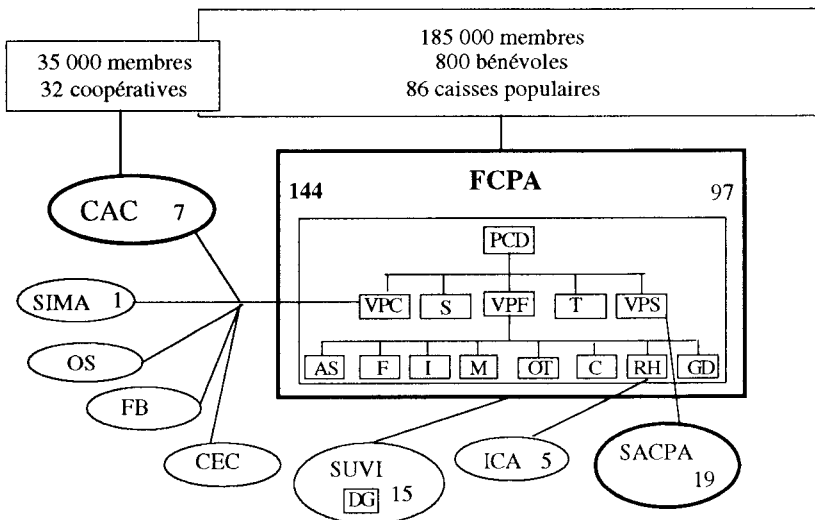 35 000 membres
32 coopératives
185 000 membres
800 bénévoles
86 caisses populaires
CAC 7
144 FCPA 97
PCD
SIMA 1
VPC S VPF T VPS
OS
AS F I M OT C RH GD
FB
CEC
SUVI
DG 15
ICA 5
SACPA
19